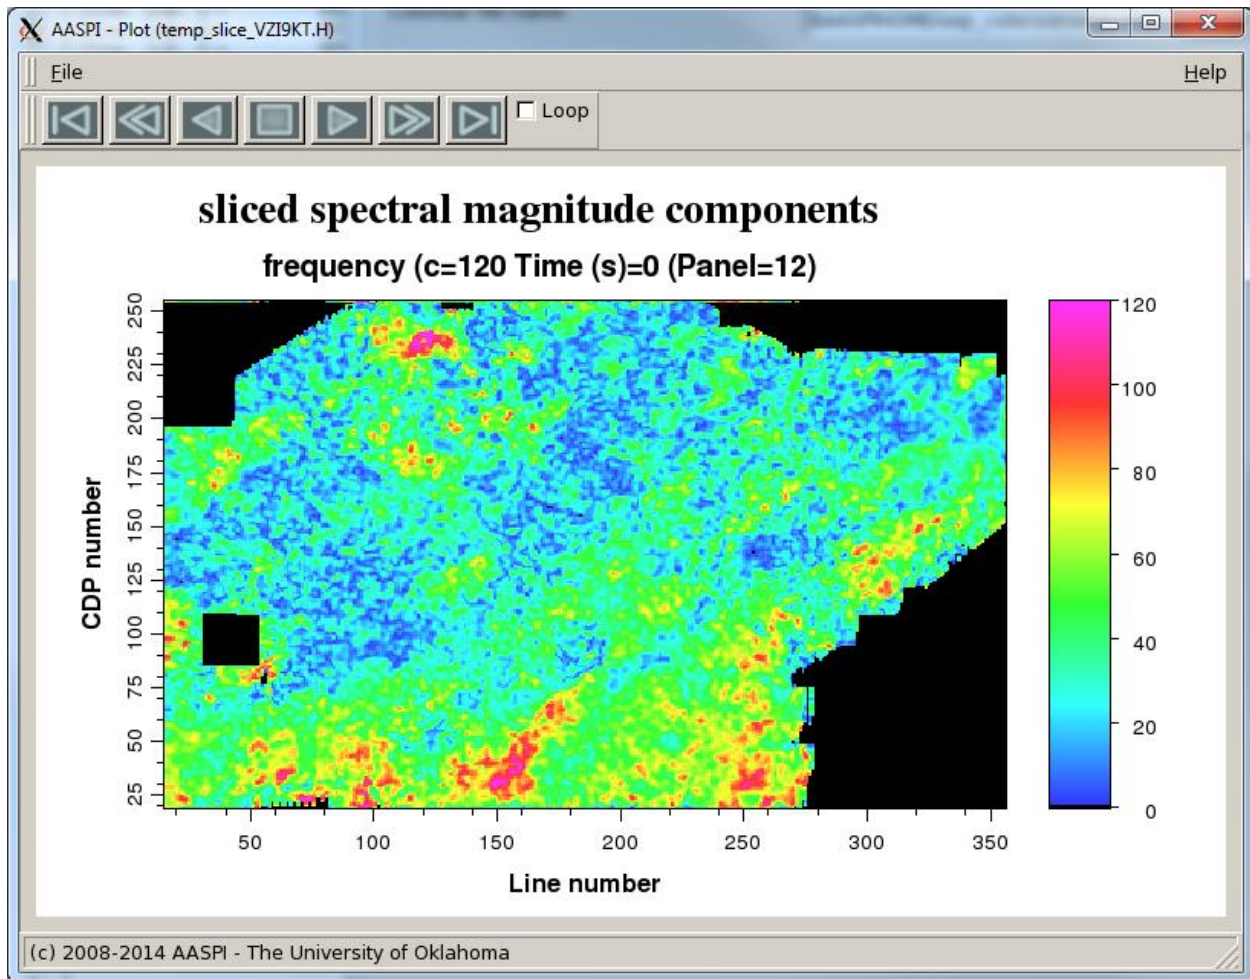 AASPI - Plot (temp_slice_VZI9KT.H)
File
Help
Loop
sliced spectral magnitude components
frequency (c=120 Time (s)=0 (Panel=12)
CDP number
250
225
200
175
150
125
100
75
50
25
50
100
150
200
250
300
350
Line number
120
100
80
60
40
20
0
(c) 2008-2014 AASPI - The University of Oklahoma